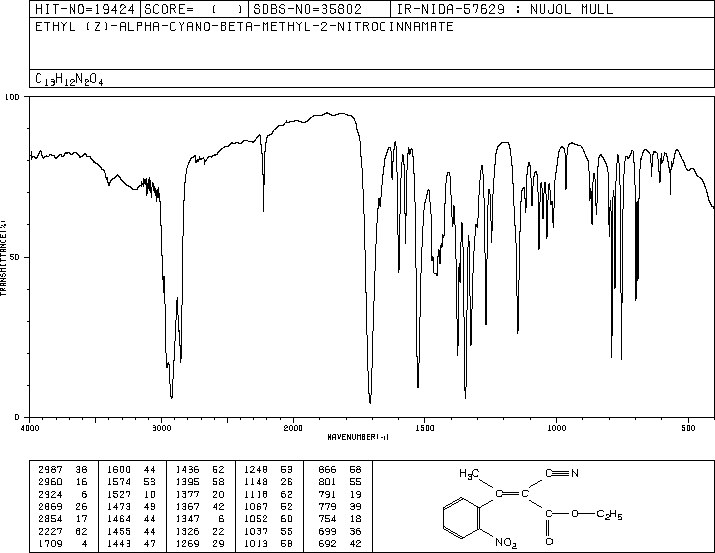 HIT-NO=19424 SCORE= ( ) SDBS-NO=35802 IR-NIDA-57629 : NUJOL MULL
ETHYL (Z)-ALPHA-CYANO-BETA-METHYL-2-NITROCINNAMATE
C13H12N2O4
100
50
0
TRANSMITTANCE(%)
4000 3000 2000 1500 1000 500
WAVENUMBER(-1)
2987 38 1600 44 1436 52 1248 53 866 58
2960 16 1574 53 1395 58 1148 26 801 55
2924 6 1527 10 1377 20 1118 62 791 19
2869 26 1473 49 1367 42 1067 52 779 39
2854 17 1464 44 1347 6 1052 60 754 18
2227 62 1455 44 1326 22 1037 55 699 36
1709 4 1443 47 1269 29 1013 58 692 42
H3C
C
N
C
O
C2H5
NO2
O